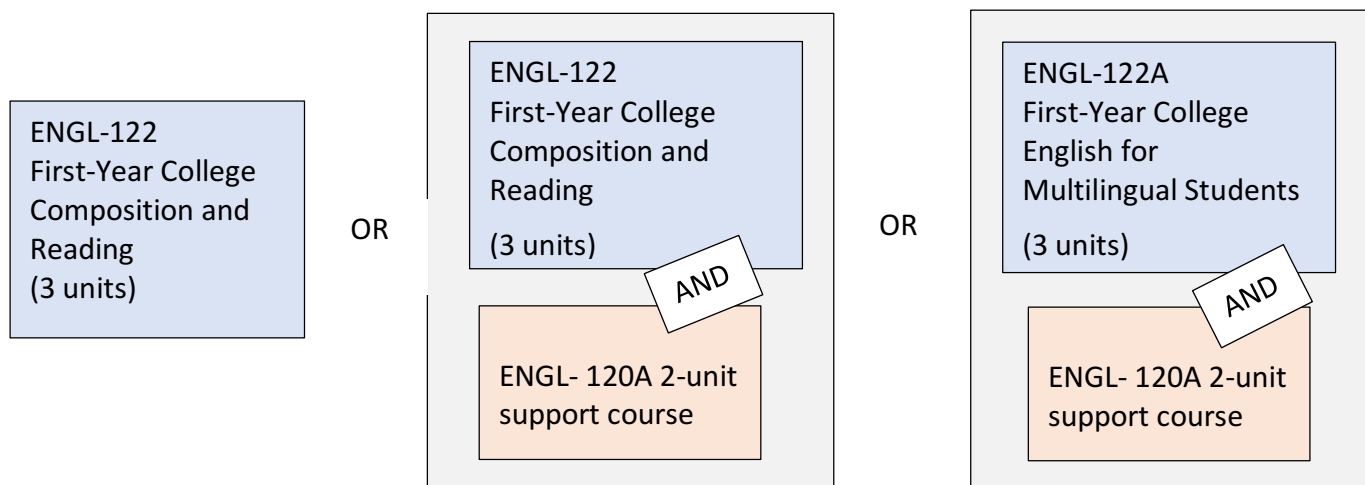 ENGL-122
First-Year College
Composition and
Reading
(3 units)
OR
ENGL-122
First-Year College
Composition and
Reading
(3 units)
AND
ENGL- 120A 2-unit
support course
OR
ENGL-122A
First-Year College
English for
Multilingual Students
(3 units)
AND
ENGL- 120A 2-unit
support course